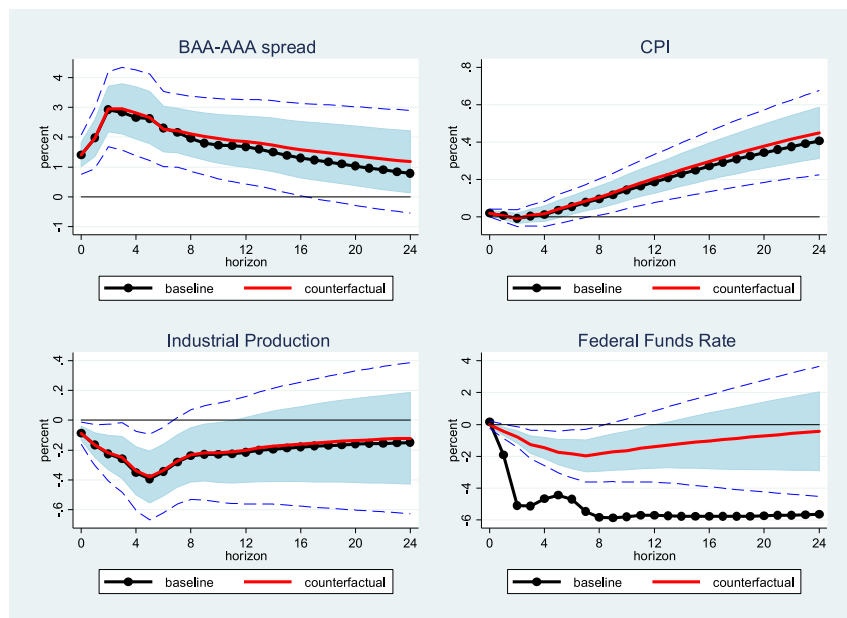 BAA-AAA spread
CPI
percent
-1 0 1 2 3 4
0 4 8 12 16 20 24
horizon
baseline counterfactual
percent
0 .2 .4 .6 .8
0 4 8 12 16 20 24
horizon
baseline counterfactual
Industrial Production
Federal Funds Rate
percent
-.6 -.4 -.2 0 .2 .4
0 4 8 12 16 20 24
horizon
baseline counterfactual
percent
-6 -4 -2 0 2 4
0 4 8 12 16 20 24
horizon
baseline counterfactual